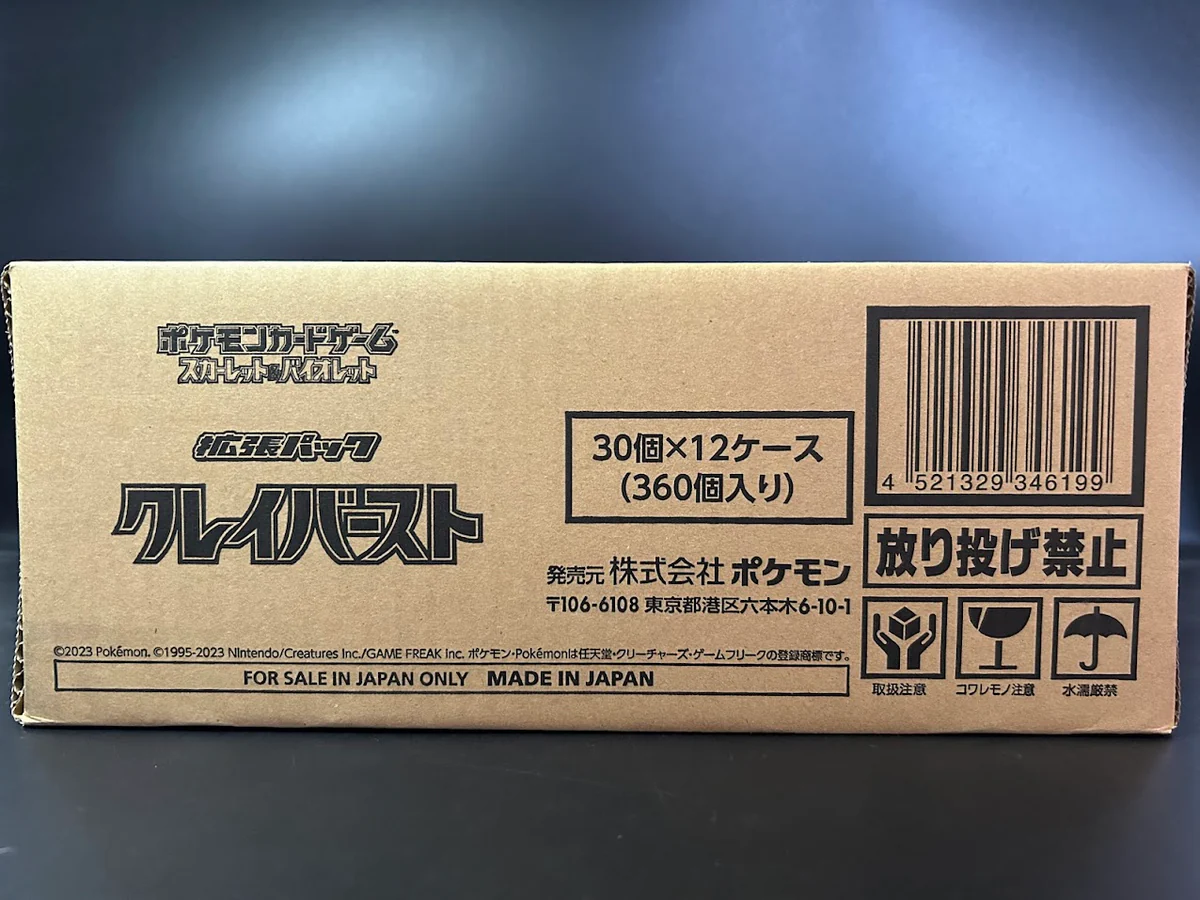 ポケモンカードゲーム
スカーレット&バイオレット
拡張パック
クレイバースト
30個×12ケース
(360個入り)
発売元 株式会社 ポケモン
〒106-6108 東京都港区六本木6-10-1
©2023 Pokémon. ©1995-2023 Nintendo/Creatures Inc./GAME FREAK inc. ポケモン・Pokémonは任天堂・クリーチャーズ・ゲームフリークの登録商標です。
FOR SALE IN JAPAN ONLY MADE IN JAPAN
4 521329 346199
放り投げ禁止
取扱注意 コワレモノ注意 水濡厳禁